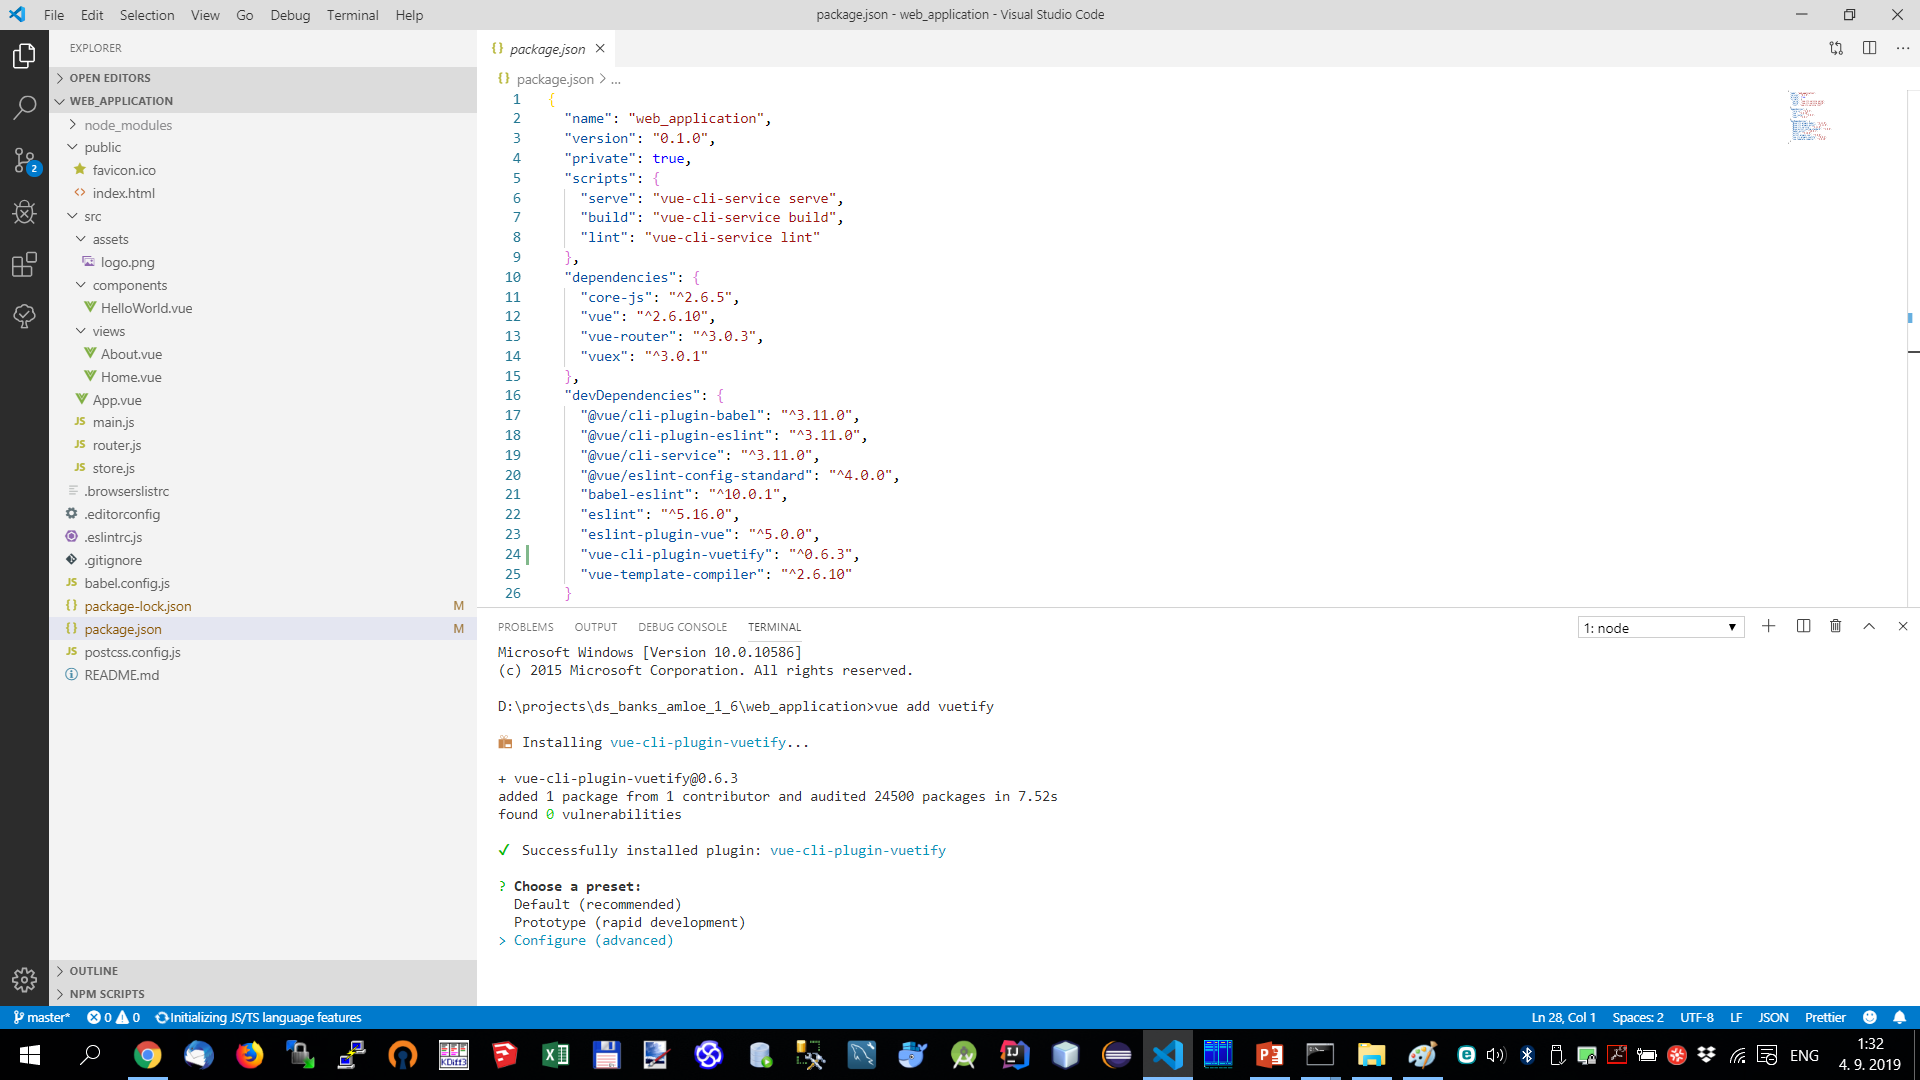 File Edit Selection View Go Debug Terminal Help
package.json - web_application - Visual Studio Code
EXPLORER
OPEN EDITORS
WEB_APPLICATION
node_modules
public
favicon.ico
index.html
src
assets
logo.png
components
HelloWorld.vue
views
About.vue
Home.vue
App.vue
JS main.js
JS router.js
JS store.js
.browserslistrc
.editorconfig
.eslintrc.js
.gitignore
JS babel.config.js
{} package-lock.json M
{} package.json M
JS postcss.config.js
README.md
OUTLINE
NPM SCRIPTS
2
{} package.json
{} package.json > ...
1 {
2 "name": "web_application",
3 "version": "0.1.0",
4 "private": true,
5 "scripts": {
6 "serve": "vue-cli-service serve",
7 "build": "vue-cli-service build",
8 "lint": "vue-cli-service lint"
9 },
10 "dependencies": {
11 "core-js": "^2.6.5",
12 "vue": "^2.6.10",
13 "vue-router": "^3.0.3",
14 "vuex": "^3.0.1"
15 },
16 "devDependencies": {
17 "@vue/cli-plugin-babel": "^3.11.0",
18 "@vue/cli-plugin-eslint": "^3.11.0",
19 "@vue/cli-service": "^3.11.0",
20 "@vue/eslint-config-standard": "^4.0.0",
21 "babel-eslint": "^10.0.1",
22 "eslint": "^5.16.0",
23 "eslint-plugin-vue": "^5.0.0",
24 "vue-cli-plugin-vuetify": "^0.6.3",
25 "vue-template-compiler": "^2.6.10"
26 }
PROBLEMS OUTPUT DEBUG CONSOLE TERMINAL
1: node
Microsoft Windows [Version 10.0.10586]
(c) 2015 Microsoft Corporation. All rights reserved.
D:\projects\ds_banks_amloe_1_6\web_application>vue add vuetify
Installing vue-cli-plugin-vuetify...
+ vue-cli-plugin-vuetify@0.6.3
added 1 package from 1 contributor and audited 24500 packages in 7.52s
found 0 vulnerabilities
✔ Successfully installed plugin: vue-cli-plugin-vuetify
? Choose a preset:
Default (recommended)
Prototype (rapid development)
> Configure (advanced)
master* 0 0 Initializing JS/TS language features
Ln 28, Col 1 Spaces: 2 UTF-8 LF JSON Prettier
ENG
1:32
4. 9. 2019